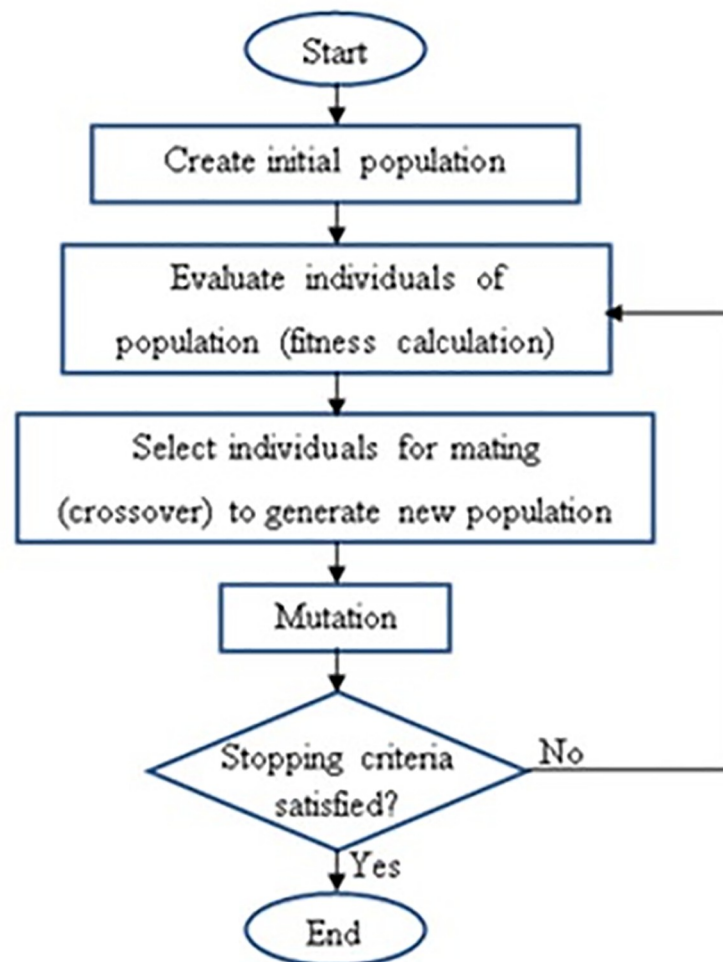 Start
Create initial population
Evaluate individuals of
population (fitness calculation)
Select individuals for mating
(crossover) to generate new population
Mutation
Stopping criteria
satisfied?
No
Yes
End